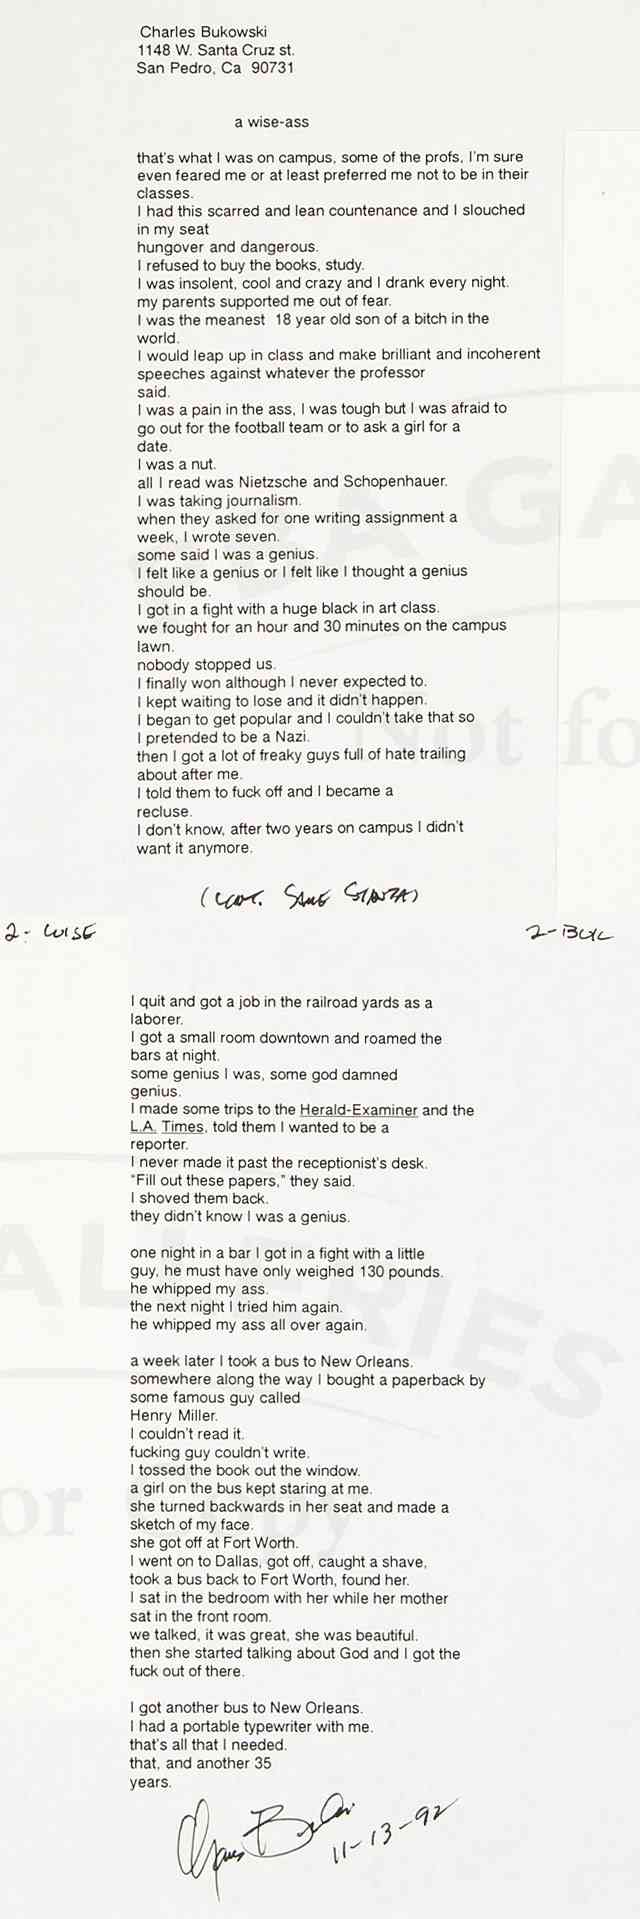 Charles Bukowski
1148 W. Santa Cruz st.
San Pedro, Ca 90731
a wise-ass
that's what I was on campus, some of the profs, I'm sure
even feared me or at least preferred me not to be in their
classes.
I had this scarred and lean countenance and I slouched
in my seat
hungover and dangerous.
I refused to buy the books, study.
I was insolent, cool and crazy and I drank every night.
my parents supported me out of fear.
I was the meanest 18 year old son of a bitch in the
world.
I would leap up in class and make brilliant and incoherent
speeches against whatever the professor
said.
I was a pain in the ass, I was tough but I was afraid to
go out for the football team or to ask a girl for a
date.
I was a nut.
all I read was Nietzsche and Schopenhauer.
I was taking journalism.
when they asked for one writing assignment a
week, I wrote seven.
some said I was a genius.
I felt like a genius or I felt like I thought a genius
should be.
I got in a fight with a huge black in art class.
we fought for an hour and 30 minutes on the campus
lawn.
nobody stopped us.
I finally won although I never expected to.
I kept waiting to lose and it didn't happen.
I began to get popular and I couldn't take that so
I pretended to be a Nazi.
then I got a lot of freaky guys full of hate trailing
about after me.
I told them to fuck off and I became a
recluse.
I don't know, after two years on campus I didn't
want it anymore.
(cont. SAME STANZA)
2- WISE
2-BUK
I quit and got a job in the railroad yards as a
laborer.
I got a small room downtown and roamed the
bars at night.
some genius I was, some god damned
genius.
I made some trips to the Herald-Examiner and the
L.A. Times, told them I wanted to be a
reporter.
I never made it past the receptionist's desk.
"Fill out these papers," they said.
I shoved them back.
they didn't know I was a genius.
one night in a bar I got in a fight with a little
guy, he must have only weighed 130 pounds.
he whipped my ass.
the next night I tried him again.
he whipped my ass all over again.
a week later I took a bus to New Orleans.
somewhere along the way I bought a paperback by
some famous guy called
Henry Miller.
I couldn't read it.
fucking guy couldn't write.
I tossed the book out the window.
a girl on the bus kept staring at me.
she turned backwards in her seat and made a
sketch of my face.
she got off at Fort Worth.
I went on to Dallas, got off, caught a shave,
took a bus back to Fort Worth, found her.
I sat in the bedroom with her while her mother
sat in the front room.
we talked, it was great, she was beautiful.
then she started talking about God and I got the
fuck out of there.
I got another bus to New Orleans.
I had a portable typewriter with me.
that's all that I needed.
that, and another 35
years.
11-13-92